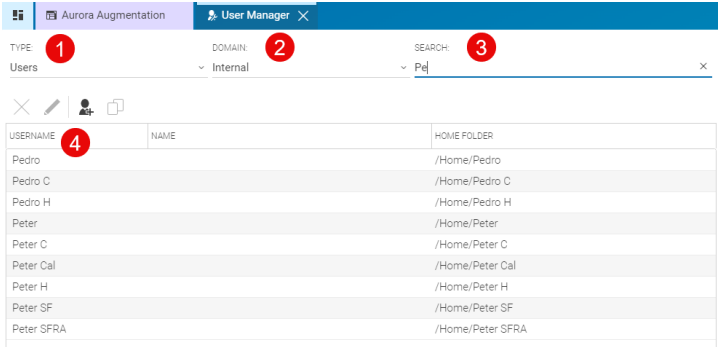 Aurora Augmentation User Manager
TYPE: 1 DOMAIN: 2 SEARCH: 3
Users Internal Pe
USERNAME 4 NAME HOME FOLDER
Pedro /Home/Pedro
Pedro C /Home/Pedro C
Pedro H /Home/Pedro H
Peter /Home/Peter
Peter C /Home/Peter C
Peter Cal /Home/Peter Cal
Peter H /Home/Peter H
Peter SF /Home/Peter SF
Peter SFRA /Home/Peter SFRA